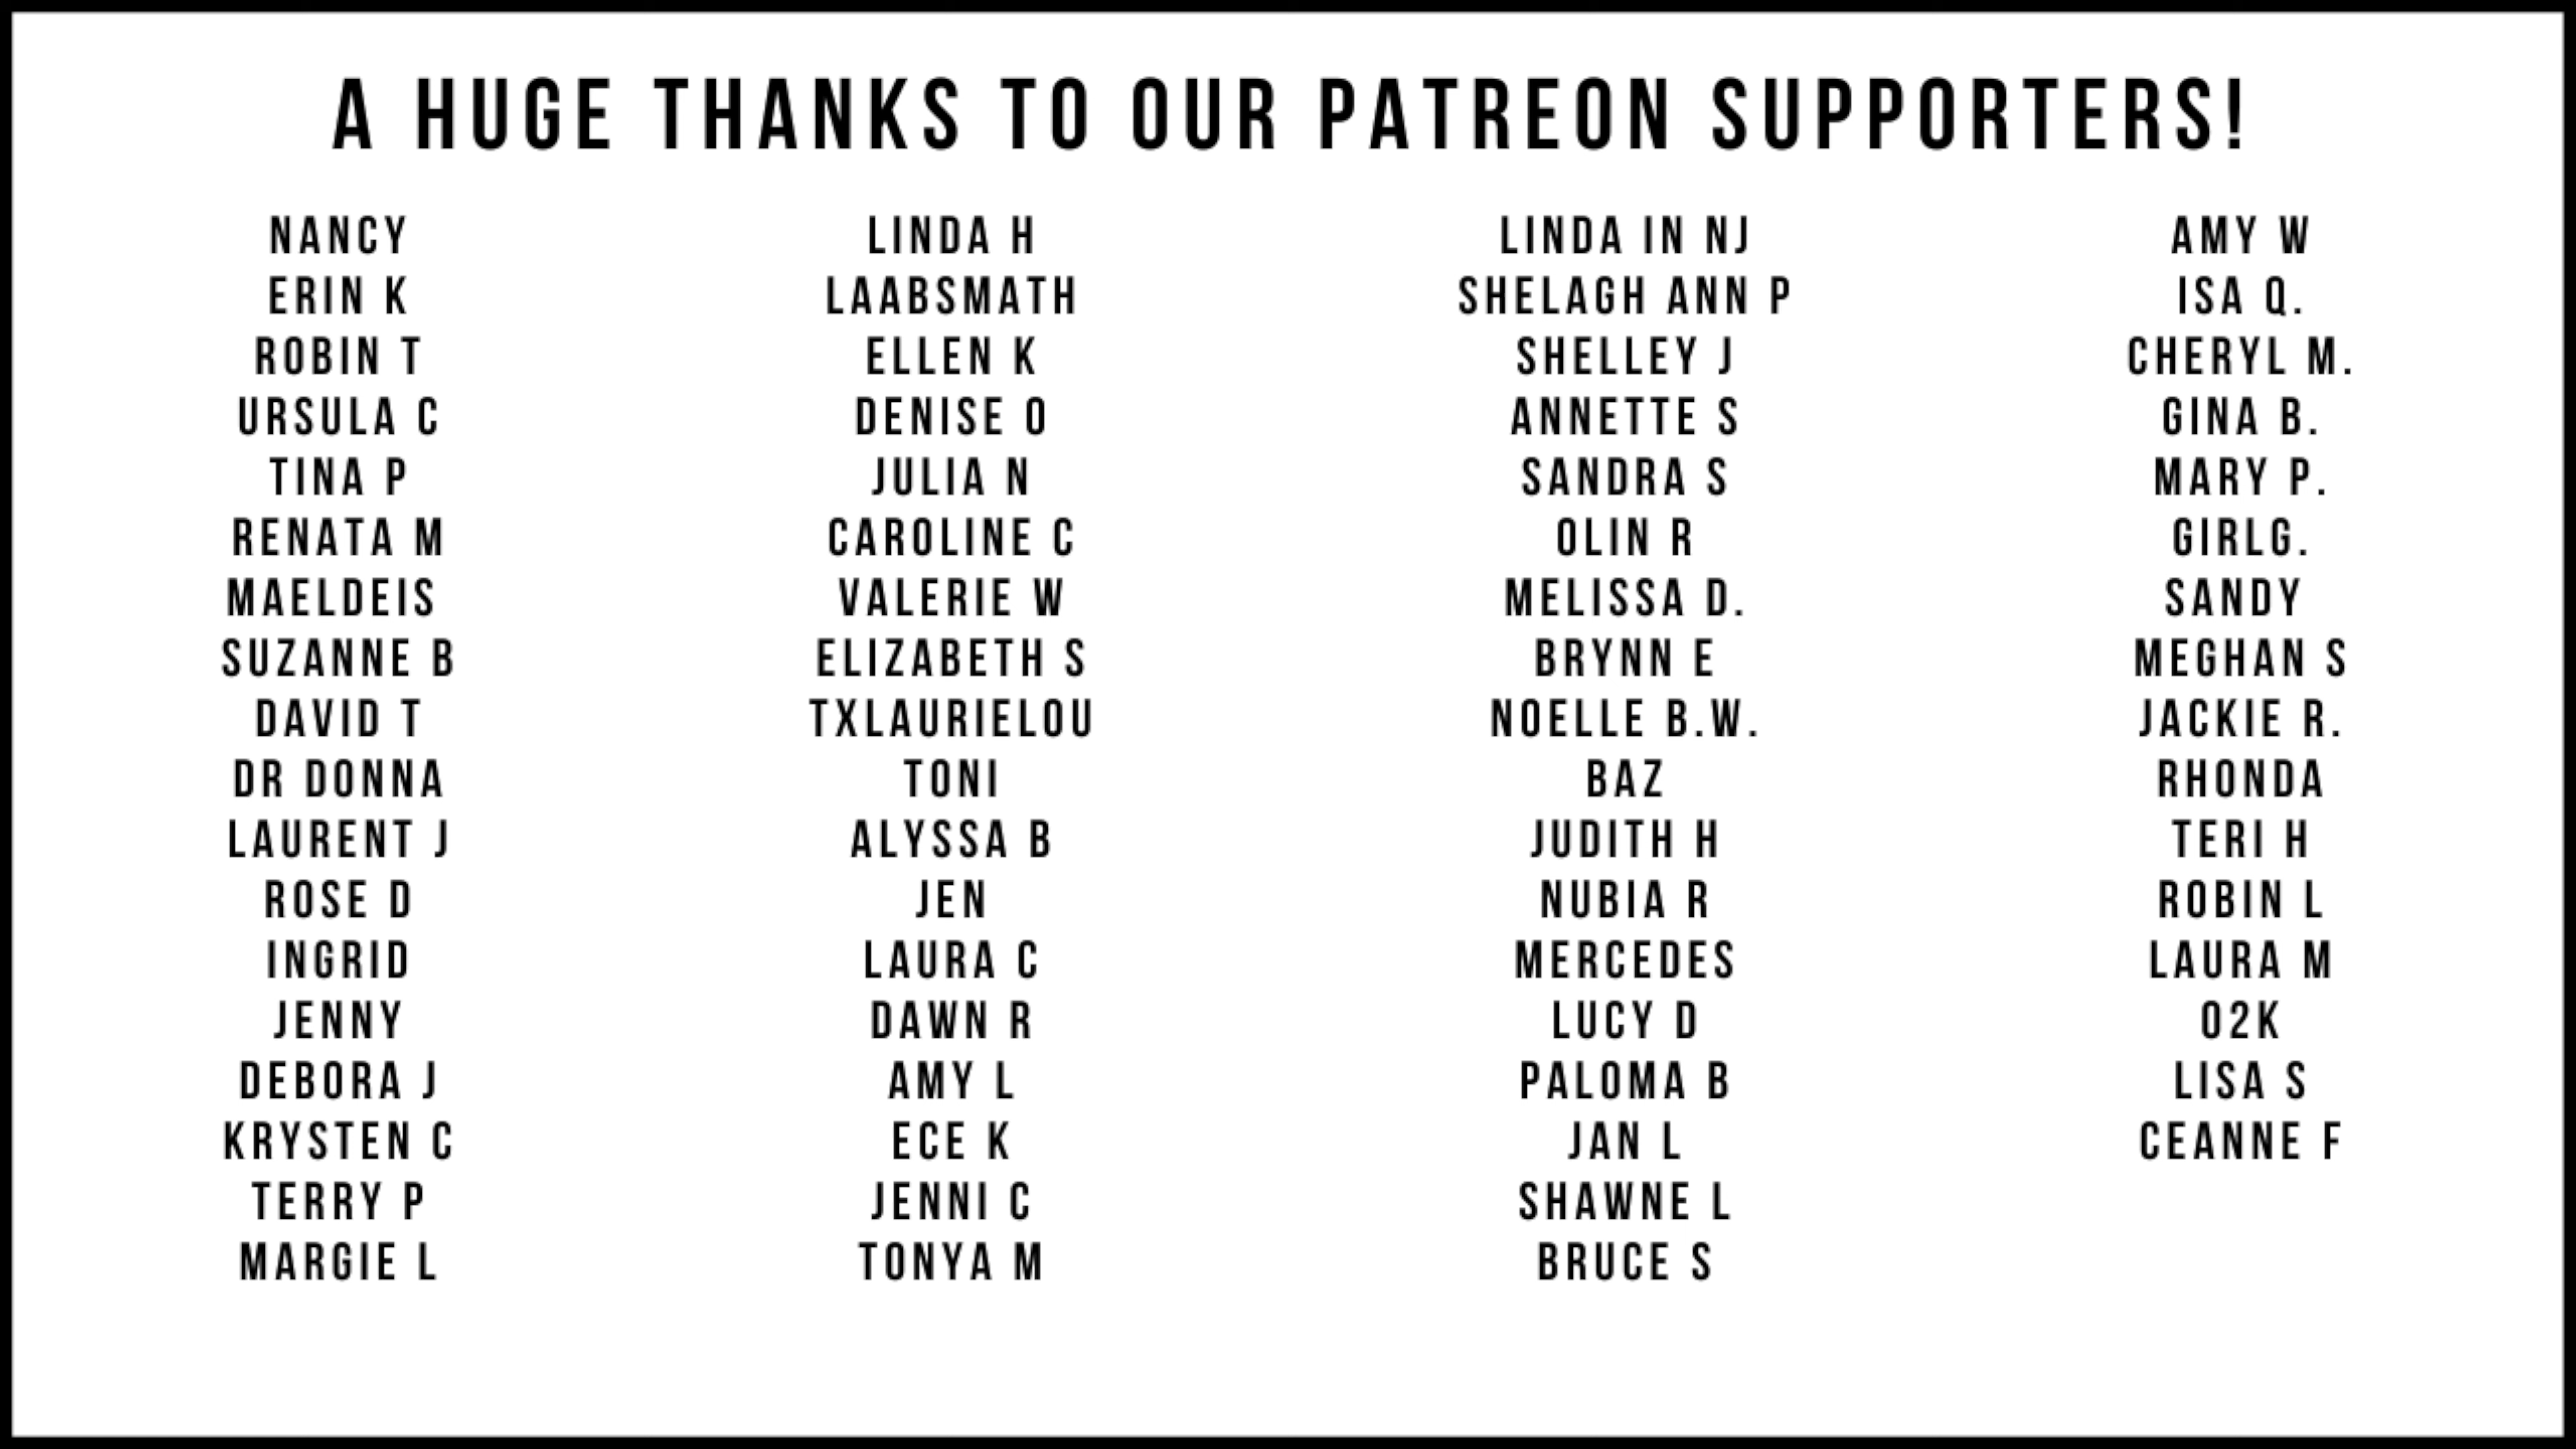 A HUGE THANKS TO OUR PATREON SUPPORTERS!
NANCY
ERIN K
ROBIN T
URSULA C
TINA P
RENATA M
MAELDEIS
SUZANNE B
DAVID T
DR DONNA
LAURENT J
ROSE D
INGRID
JENNY
DEBORA J
KRYSTEN C
TERRY P
MARGIE L
LINDA H
LAABSMATH
ELLEN K
DENISE O
JULIA N
CAROLINE C
VALERIE W
ELIZABETH S
TXLAURIELOU
TONI
ALYSSA B
JEN
LAURA C
DAWN R
AMY L
ECE K
JENNI C
TONYA M
LINDA IN NJ
SHELAGH ANN P
SHELLEY J
ANNETTE S
SANDRA S
OLIN R
MELISSA D.
BRYNN E
NOELLE B.W.
BAZ
JUDITH H
NUBIA R
MERCEDES
LUCY D
PALOMA B
JAN L
SHAWNE L
BRUCE S
AMY W
ISA Q.
CHERYL M.
GINA B.
MARY P.
GIRLG.
SANDY
MEGHAN S
JACKIE R.
RHONDA
TERI H
ROBIN L
LAURA M
O2K
LISA S
CEANNE F